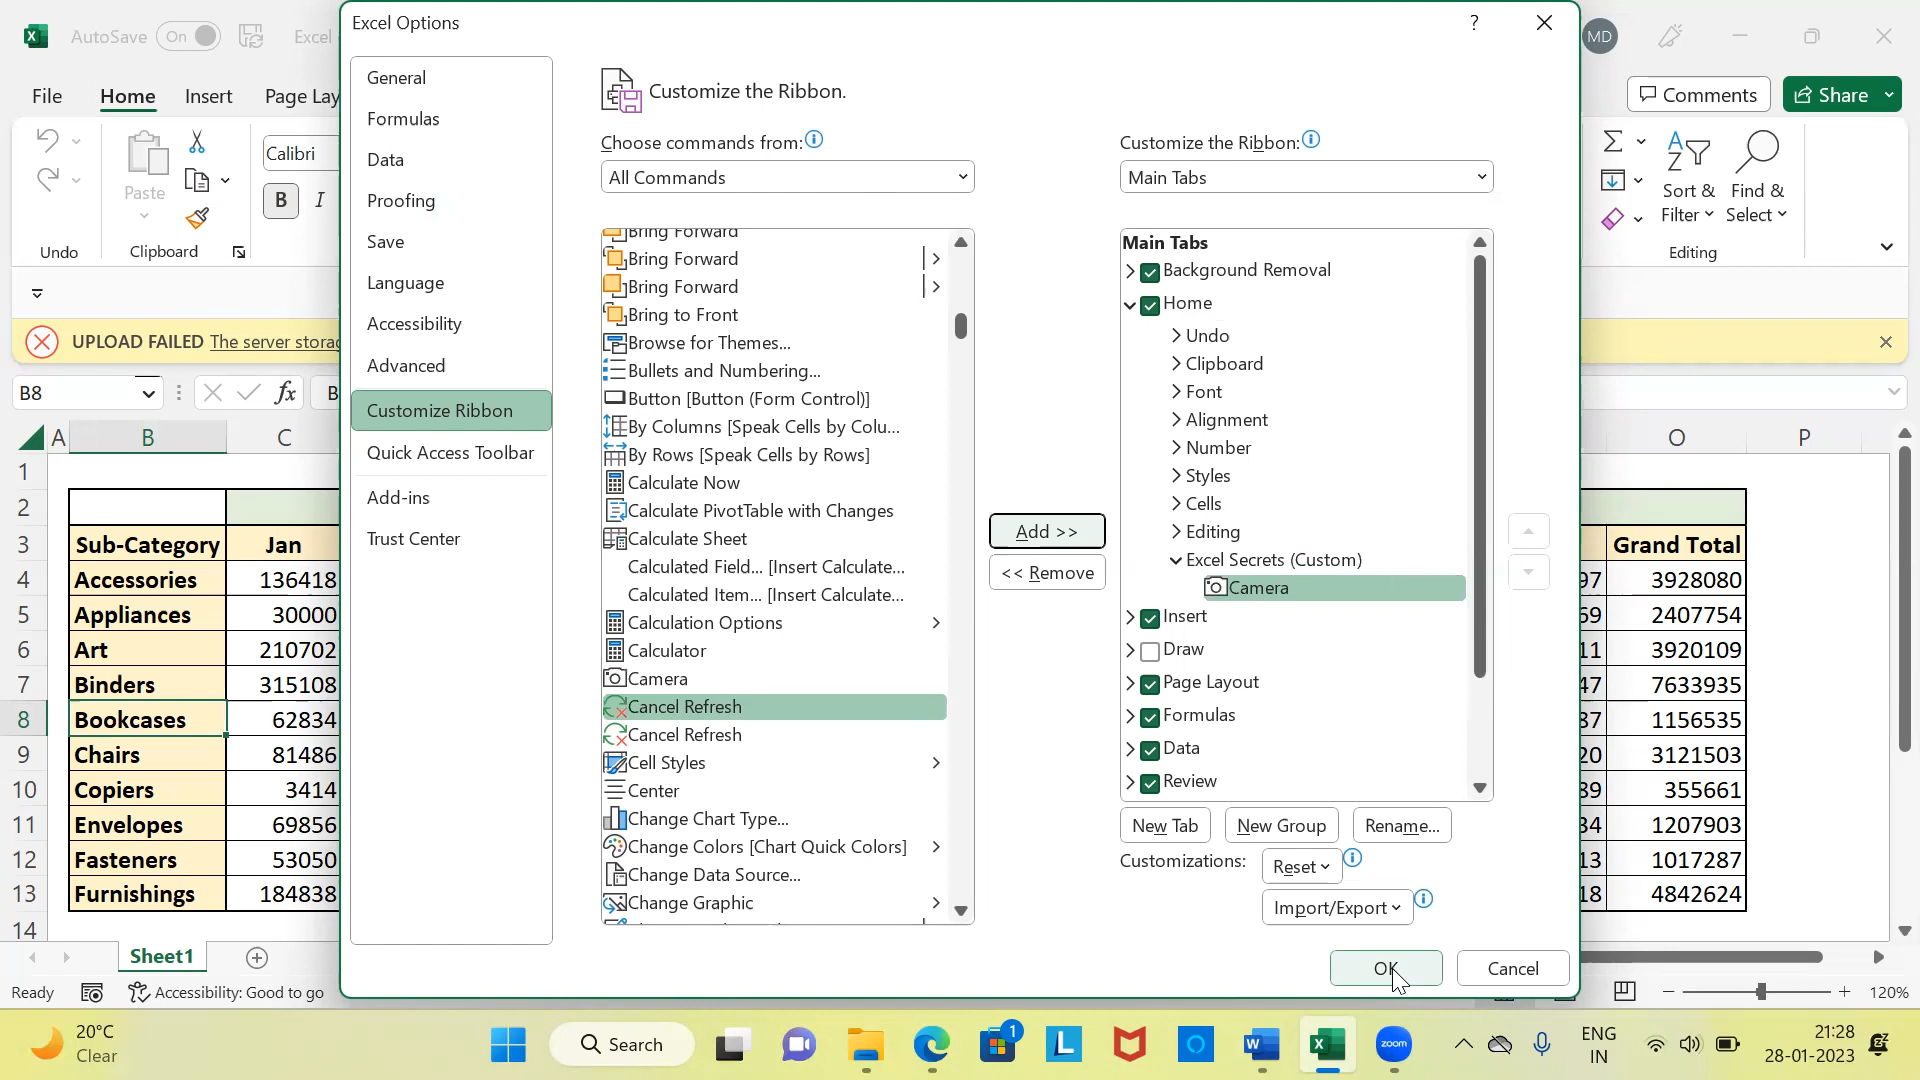 AutoSave On Excel
Excel Options
? MD
File Home Insert Page Lay
Comments Share
Undo
Paste
Clipboard
Calibri
B I
Sort & Filter
Find & Select
Editing
UPLOAD FAILED The server
B8
fx B
General
Formulas
Data
Proofing
Save
Language
Accessibility
Advanced
Customize Ribbon
Quick Access Toolbar
Add-ins
Trust Center
Customize the Ribbon.
Choose commands from:
All Commands
Bring Forward
Bring Forward
Bring Forward
Bring to Front
Browse for Themes...
Bullets and Numbering...
Button [Button (Form Control)]
By Columns [Speak Cells by Colu...
By Rows [Speak Cells by Rows]
Calculate Now
Calculate PivotTable with Changes
Calculate Sheet
Calculated Field... [Insert Calculate...
Calculated Item... [Insert Calculate...
Calculation Options
Calculator
Camera
Cancel Refresh
Cancel Refresh
Cell Styles
Center
Change Chart Type...
Change Colors [Chart Quick Colors]
Change Data Source...
Change Graphic
Add >>
<< Remove
Customize the Ribbon:
Main Tabs
Main Tabs
Background Removal
Home
Undo
Clipboard
Font
Alignment
Number
Styles
Cells
Editing
Excel Secrets (Custom)
Camera
Insert
Draw
Page Layout
Formulas
Data
Review
New Tab New Group Rename...
Customizations: Reset
Import/Export
OK Cancel
A B C O P
1
2
3 Sub-Category Jan Grand Total
4 Accessories 136418 97 3928080
5 Appliances 30000 69 2407754
6 Art 210702 11 3920109
7 Binders 315108 47 7633935
8 Bookcases 62834 87 1156535
9 Chairs 81486 20 3121503
10 Copiers 3414 89 355661
11 Envelopes 69856 34 1207903
12 Fasteners 53050 13 1017287
13 Furnishings 184838 18 4842624
14
Sheet1
Ready Accessibility: Good to go 120%
20°C
Clear
Search
1
zoom
ENG
IN
21:28
28-01-2023